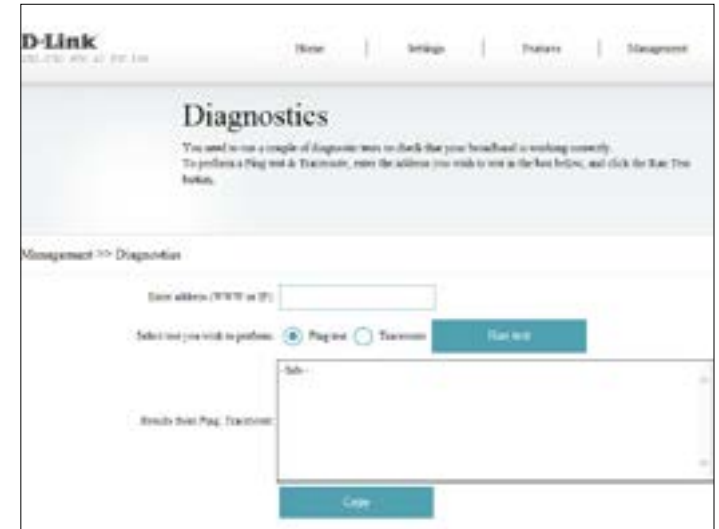 D-Link
Home | Settings | Features | Management
Diagnostics
You need to run a couple of diagnostic tests to check that your broadband is working correctly.
To perform a Ping test & Traceroute, enter the address you wish to test in the box below, and click the Run Test
button.
Management >> Diagnostics
Enter address (WWW or IP)
Select test you wish to perform: Ping test Traceroute Run test
- Info -
Results from Ping, Traceroute:
Copy